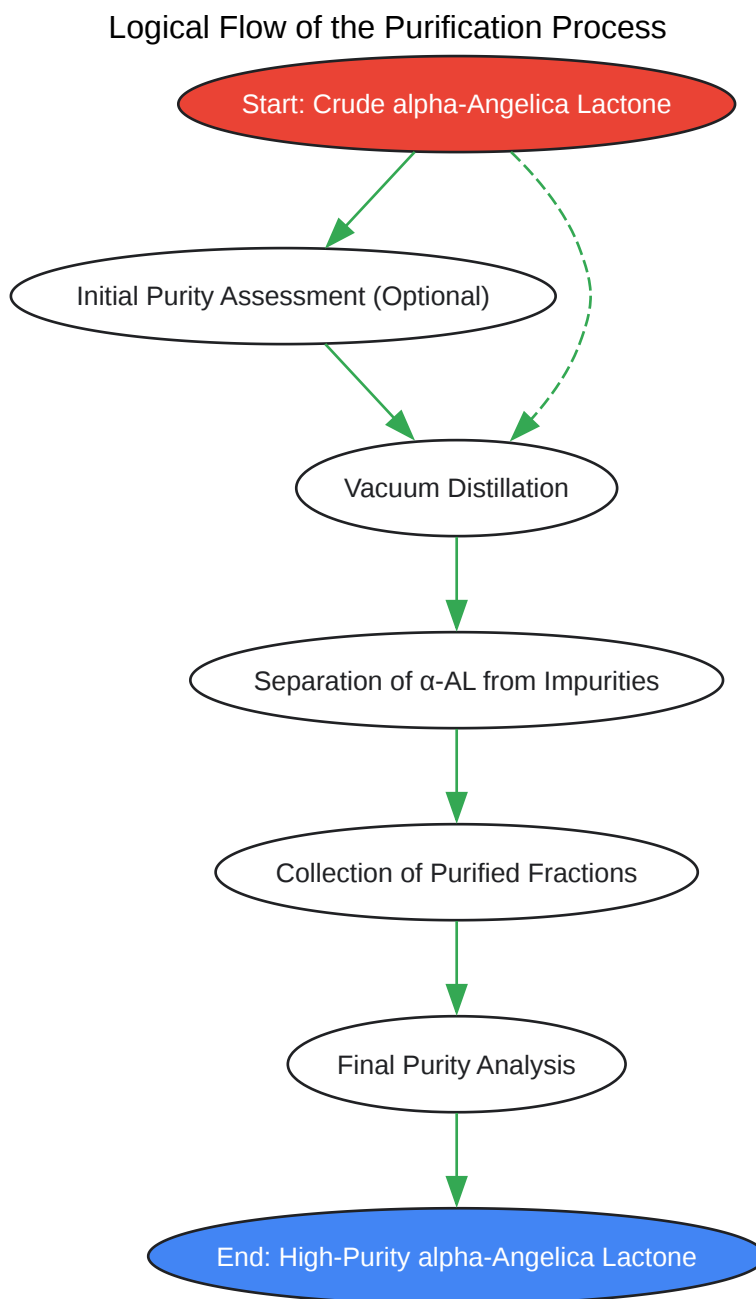 Logical Flow of the Purification Process
Start: Crude alpha-Angelica Lactone
Initial Purity Assessment (Optional)
Vacuum Distillation
Separation of α-AL from Impurities
Collection of Purified Fractions
Final Purity Analysis
End: High-Purity alpha-Angelica Lactone